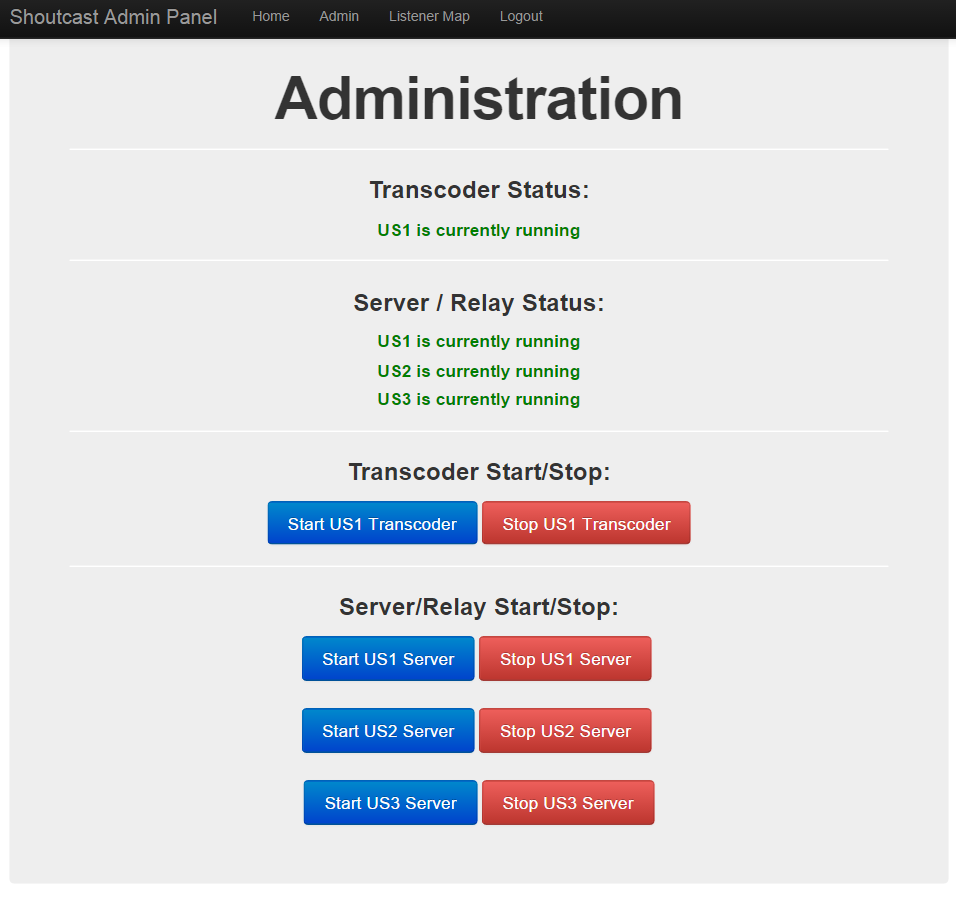 Shoutcast Admin Panel Home Admin Listener Map Logout
Administration
Transcoder Status:
US1 is currently running
Server / Relay Status:
US1 is currently running
US2 is currently running
US3 is currently running
Transcoder Start/Stop:
Start US1 Transcoder Stop US1 Transcoder
Server/Relay Start/Stop:
Start US1 Server Stop US1 Server
Start US2 Server Stop US2 Server
Start US3 Server Stop US3 Server